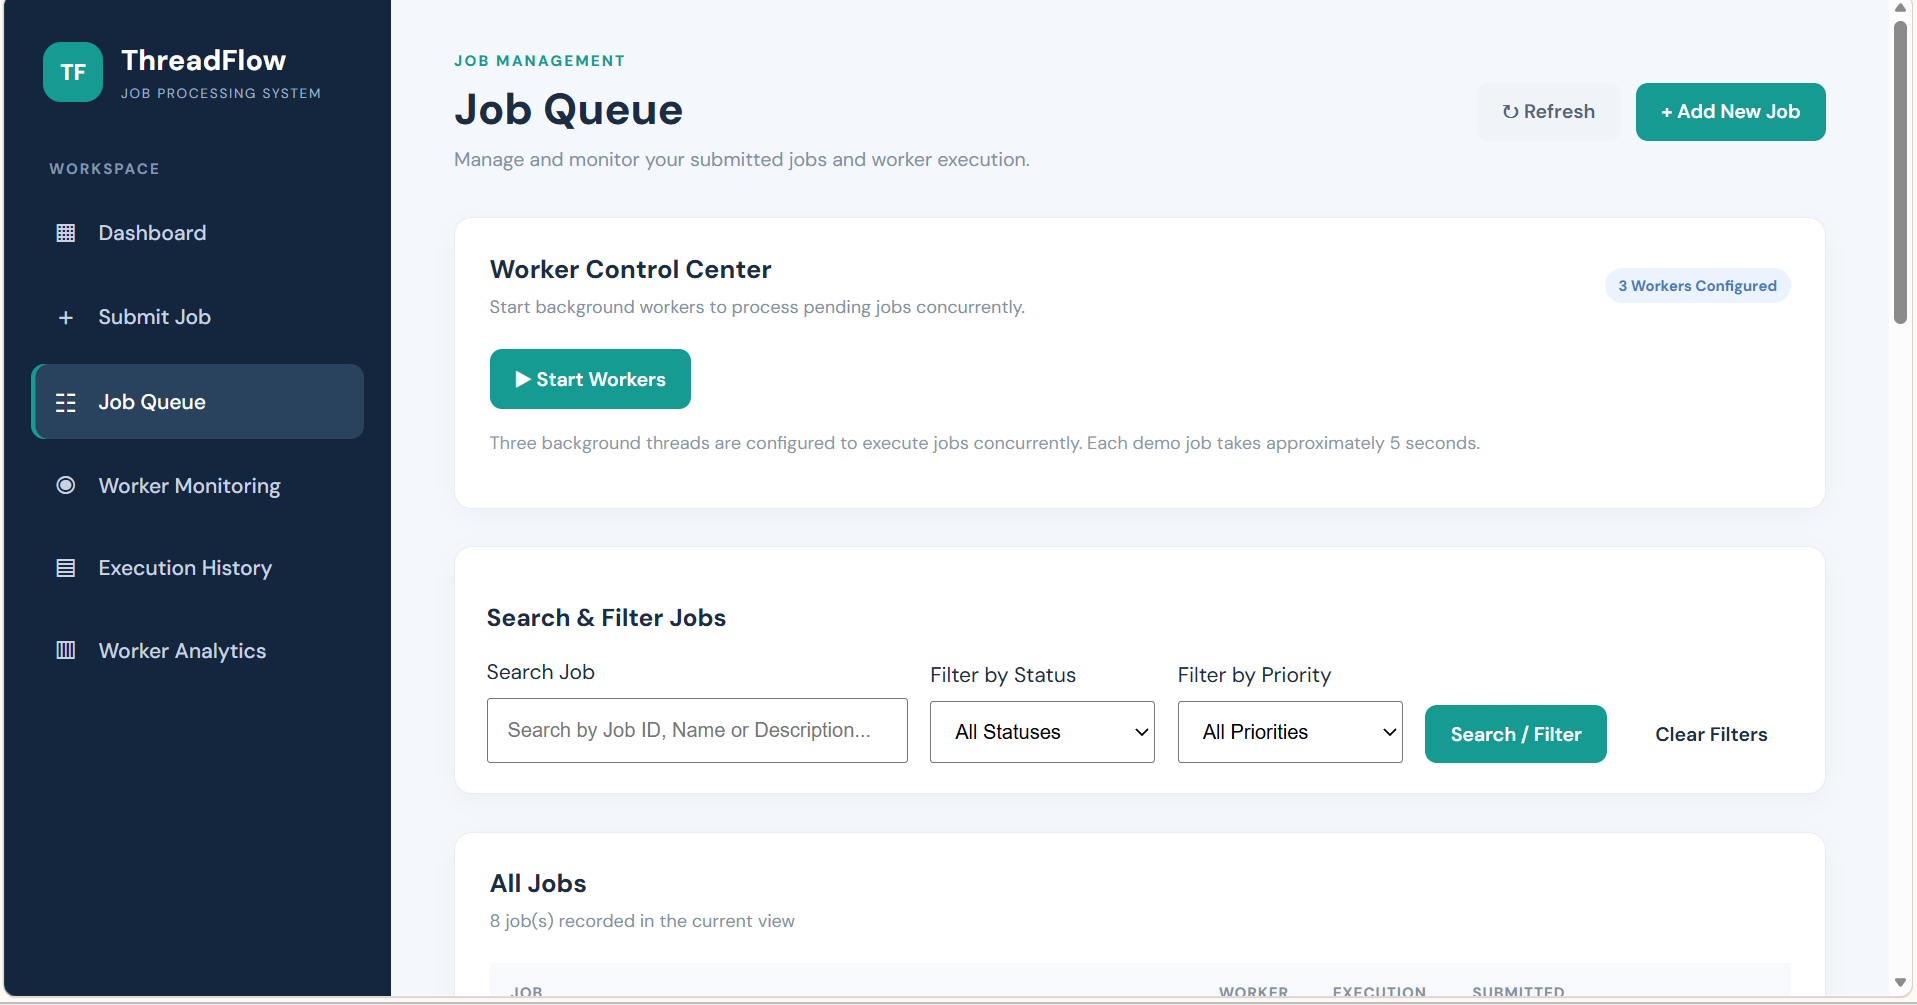 TF
ThreadFlow
JOB PROCESSING SYSTEM
WORKSPACE
Dashboard
+ Submit Job
Job Queue
Worker Monitoring
Execution History
Worker Analytics
JOB MANAGEMENT
Job Queue
Manage and monitor your submitted jobs and worker execution.
↻ Refresh
+ Add New Job
Worker Control Center
Start background workers to process pending jobs concurrently.
3 Workers Configured
▶ Start Workers
Three background threads are configured to execute jobs concurrently. Each demo job takes approximately 5 seconds.
Search & Filter Jobs
Search Job
Search by Job ID, Name or Description...
Filter by Status
All Statuses
Filter by Priority
All Priorities
Search / Filter
Clear Filters
All Jobs
8 job(s) recorded in the current view
JOB WORKER EXECUTION SUBMITTED